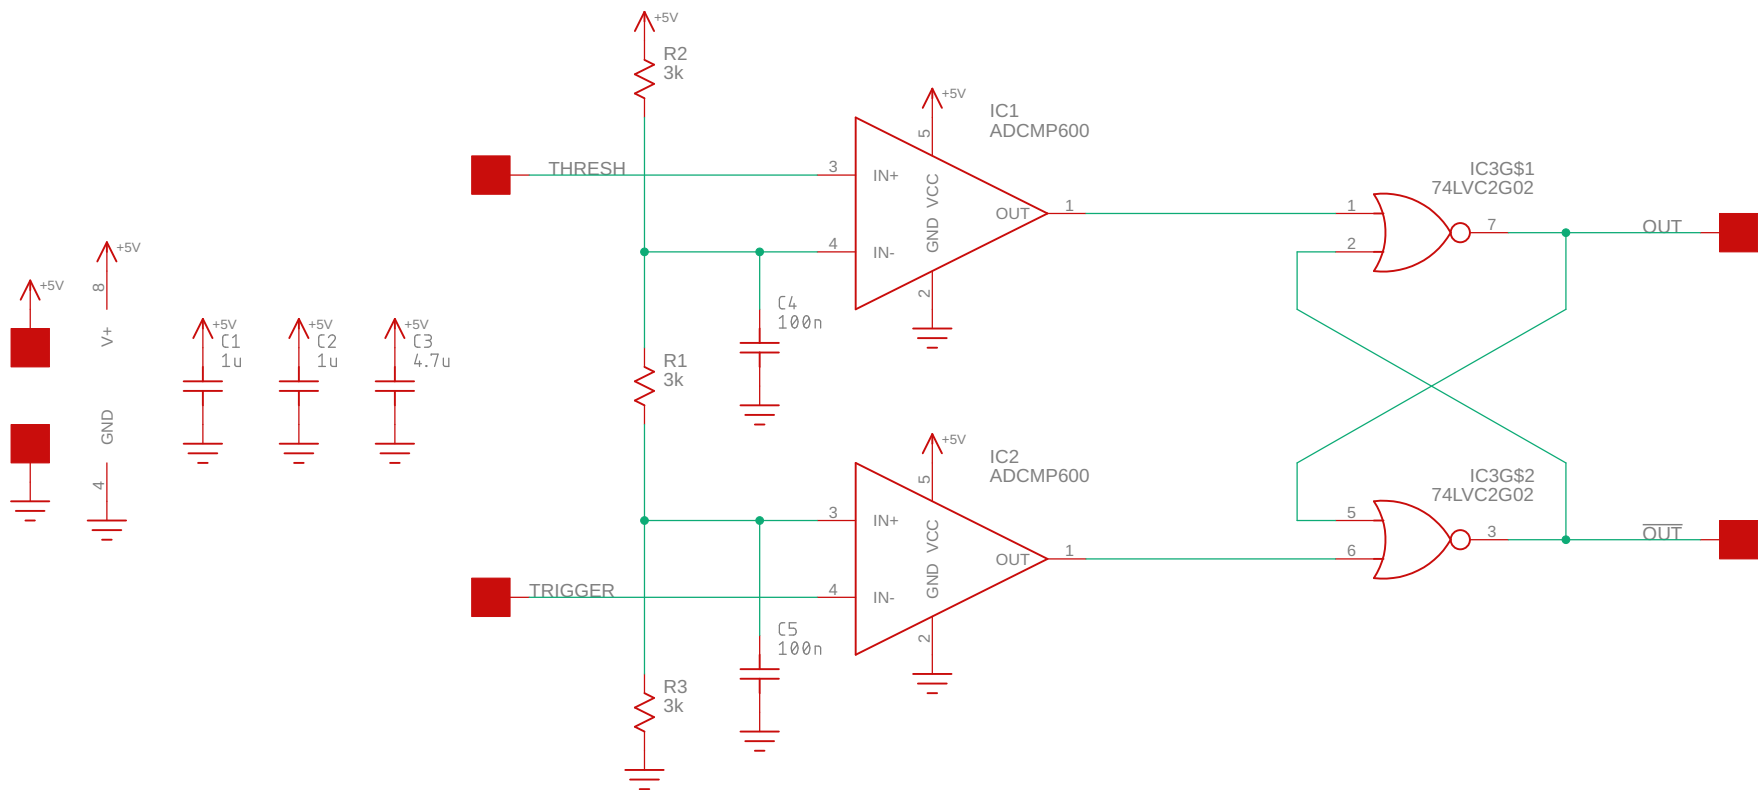 +5V
R2
3k
+5V
IC1
ADCMP600
5
THRESH
3
IN+
VCC
GND
OUT
1
4
IN-
2
IC3G$1
74LVC2G02
1
2
7
OUT
+5V
8
V+
GND
4
+5V
+5V
C1
1u
+5V
C2
1u
+5V
C3
4.7u
C4
100n
R1
3k
+5V
IC2
ADCMP600
5
3
IN+
VCC
GND
OUT
1
TRIGGER
4
IN-
2
IC3G$2
74LVC2G02
5
6
3
OUT
C5
100n
R3
3k